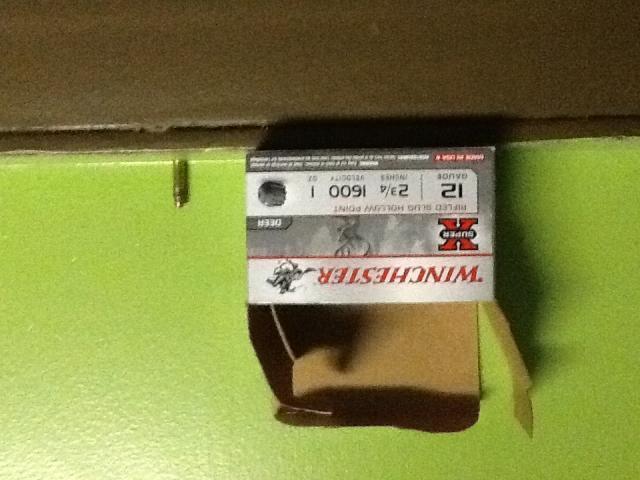 WINCHESTER
SUPER X
DEER
RIFLED SLUG HOLLOW POINT
12 2¾ 1600 1
GAUGE INCHES VELOCITY OZ.
MADE IN USA